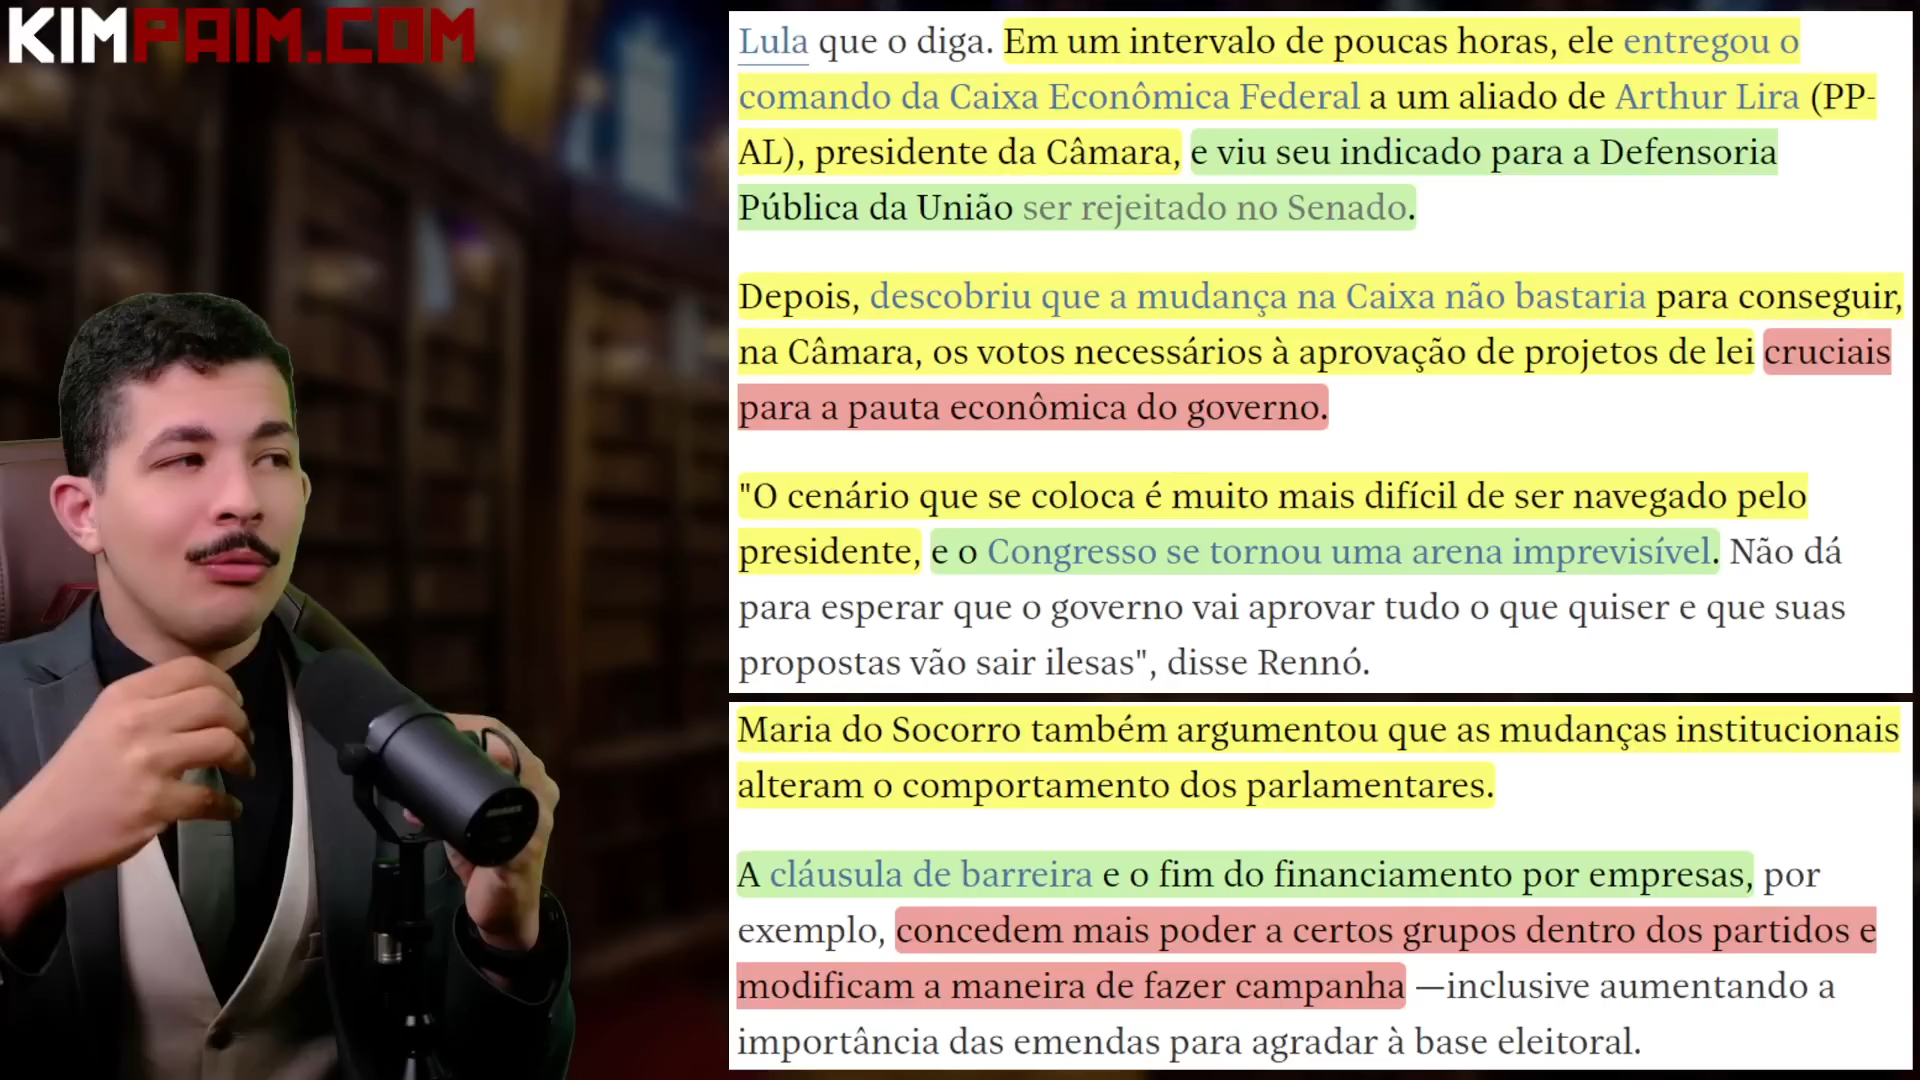 KIMPAIM.COM
Lula que o diga. Em um intervalo de poucas horas, ele entregou o
comando da Caixa Econômica Federal a um aliado de Arthur Lira (PP-
AL), presidente da Câmara, e viu seu indicado para a Defensoria
Pública da União ser rejeitado no Senado.
Depois, descobriu que a mudança na Caixa não bastaria para conseguir,
na Câmara, os votos necessários à aprovação de projetos de lei cruciais
para a pauta econômica do governo.
"O cenário que se coloca é muito mais difícil de ser navegado pelo
presidente, e o Congresso se tornou uma arena imprevisível. Não dá
para esperar que o governo vai aprovar tudo o que quiser e que suas
propostas vão sair ilesas", disse Rennó.
Maria do Socorro também argumentou que as mudanças institucionais
alteram o comportamento dos parlamentares.
A cláusula de barreira e o fim do financiamento por empresas, por
exemplo, concedem mais poder a certos grupos dentro dos partidos e
modificam a maneira de fazer campanha —inclusive aumentando a
importância das emendas para agradar à base eleitoral.